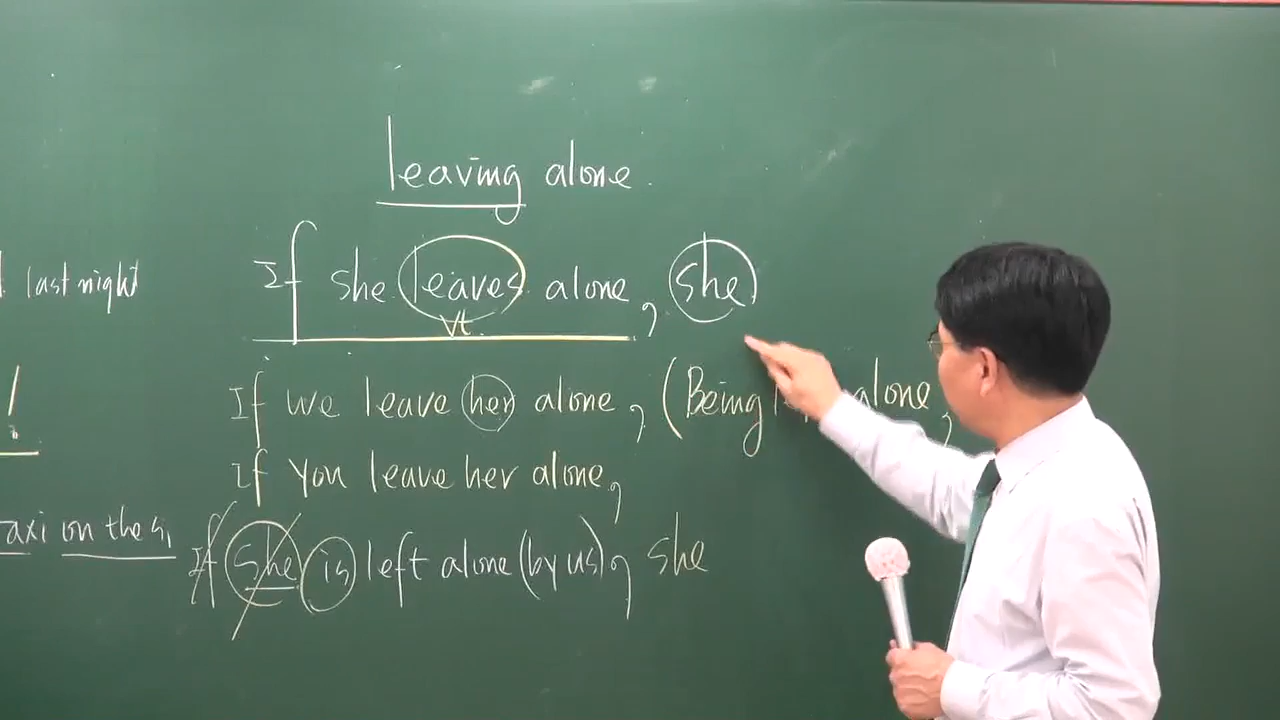 leaving alone.
If she leaves alone, she
vt.
last night
If we leave her alone, (Being alone,
!
If you leave her alone,
axi on the
If she is left alone (by us), she